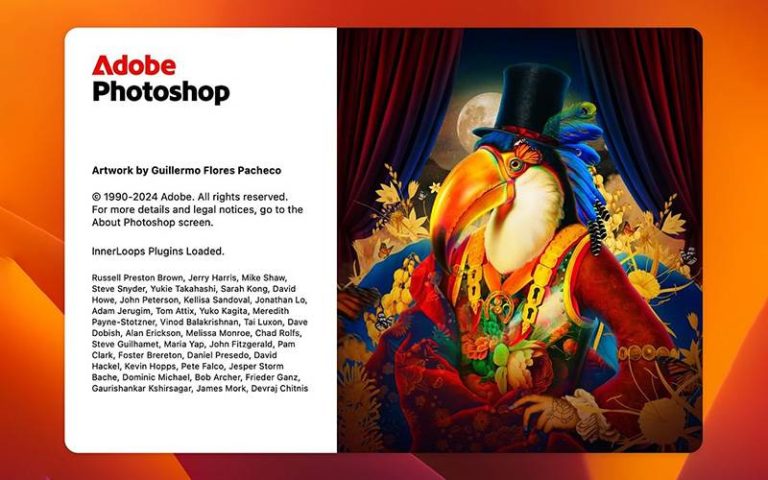 Adobe
Photoshop
Artwork by Guillermo Flores Pacheco
© 1990-2024 Adobe. All rights reserved.
For more details and legal notices, go to the
About Photoshop screen.
InnerLoops Plugins Loaded.
Russell Preston Brown, Jerry Harris, Mike Shaw,
Steve Snyder, Yukie Takahashi, Sarah Kong, David
Howe, John Peterson, Kellisa Sandoval, Jonathan Lo,
Adam Jerugim, Tom Attix, Yuko Kagita, Meredith
Payne-Stotzner, Vinod Balakrishnan, Tai Luxon, Dave
Dobish, Alan Erickson, Melissa Monroe, Chad Rolfs,
Steve Guilhamet, Maria Yap, John Fitzgerald, Pam
Clark, Foster Brereton, Daniel Presedo, David
Hackel, Kevin Hopps, Pete Falco, Jesper Storm
Bache, Dominic Michael, Bob Archer, Frieder Ganz,
Gaurishankar Kshirsagar, James Mork, Devraj Chitnis